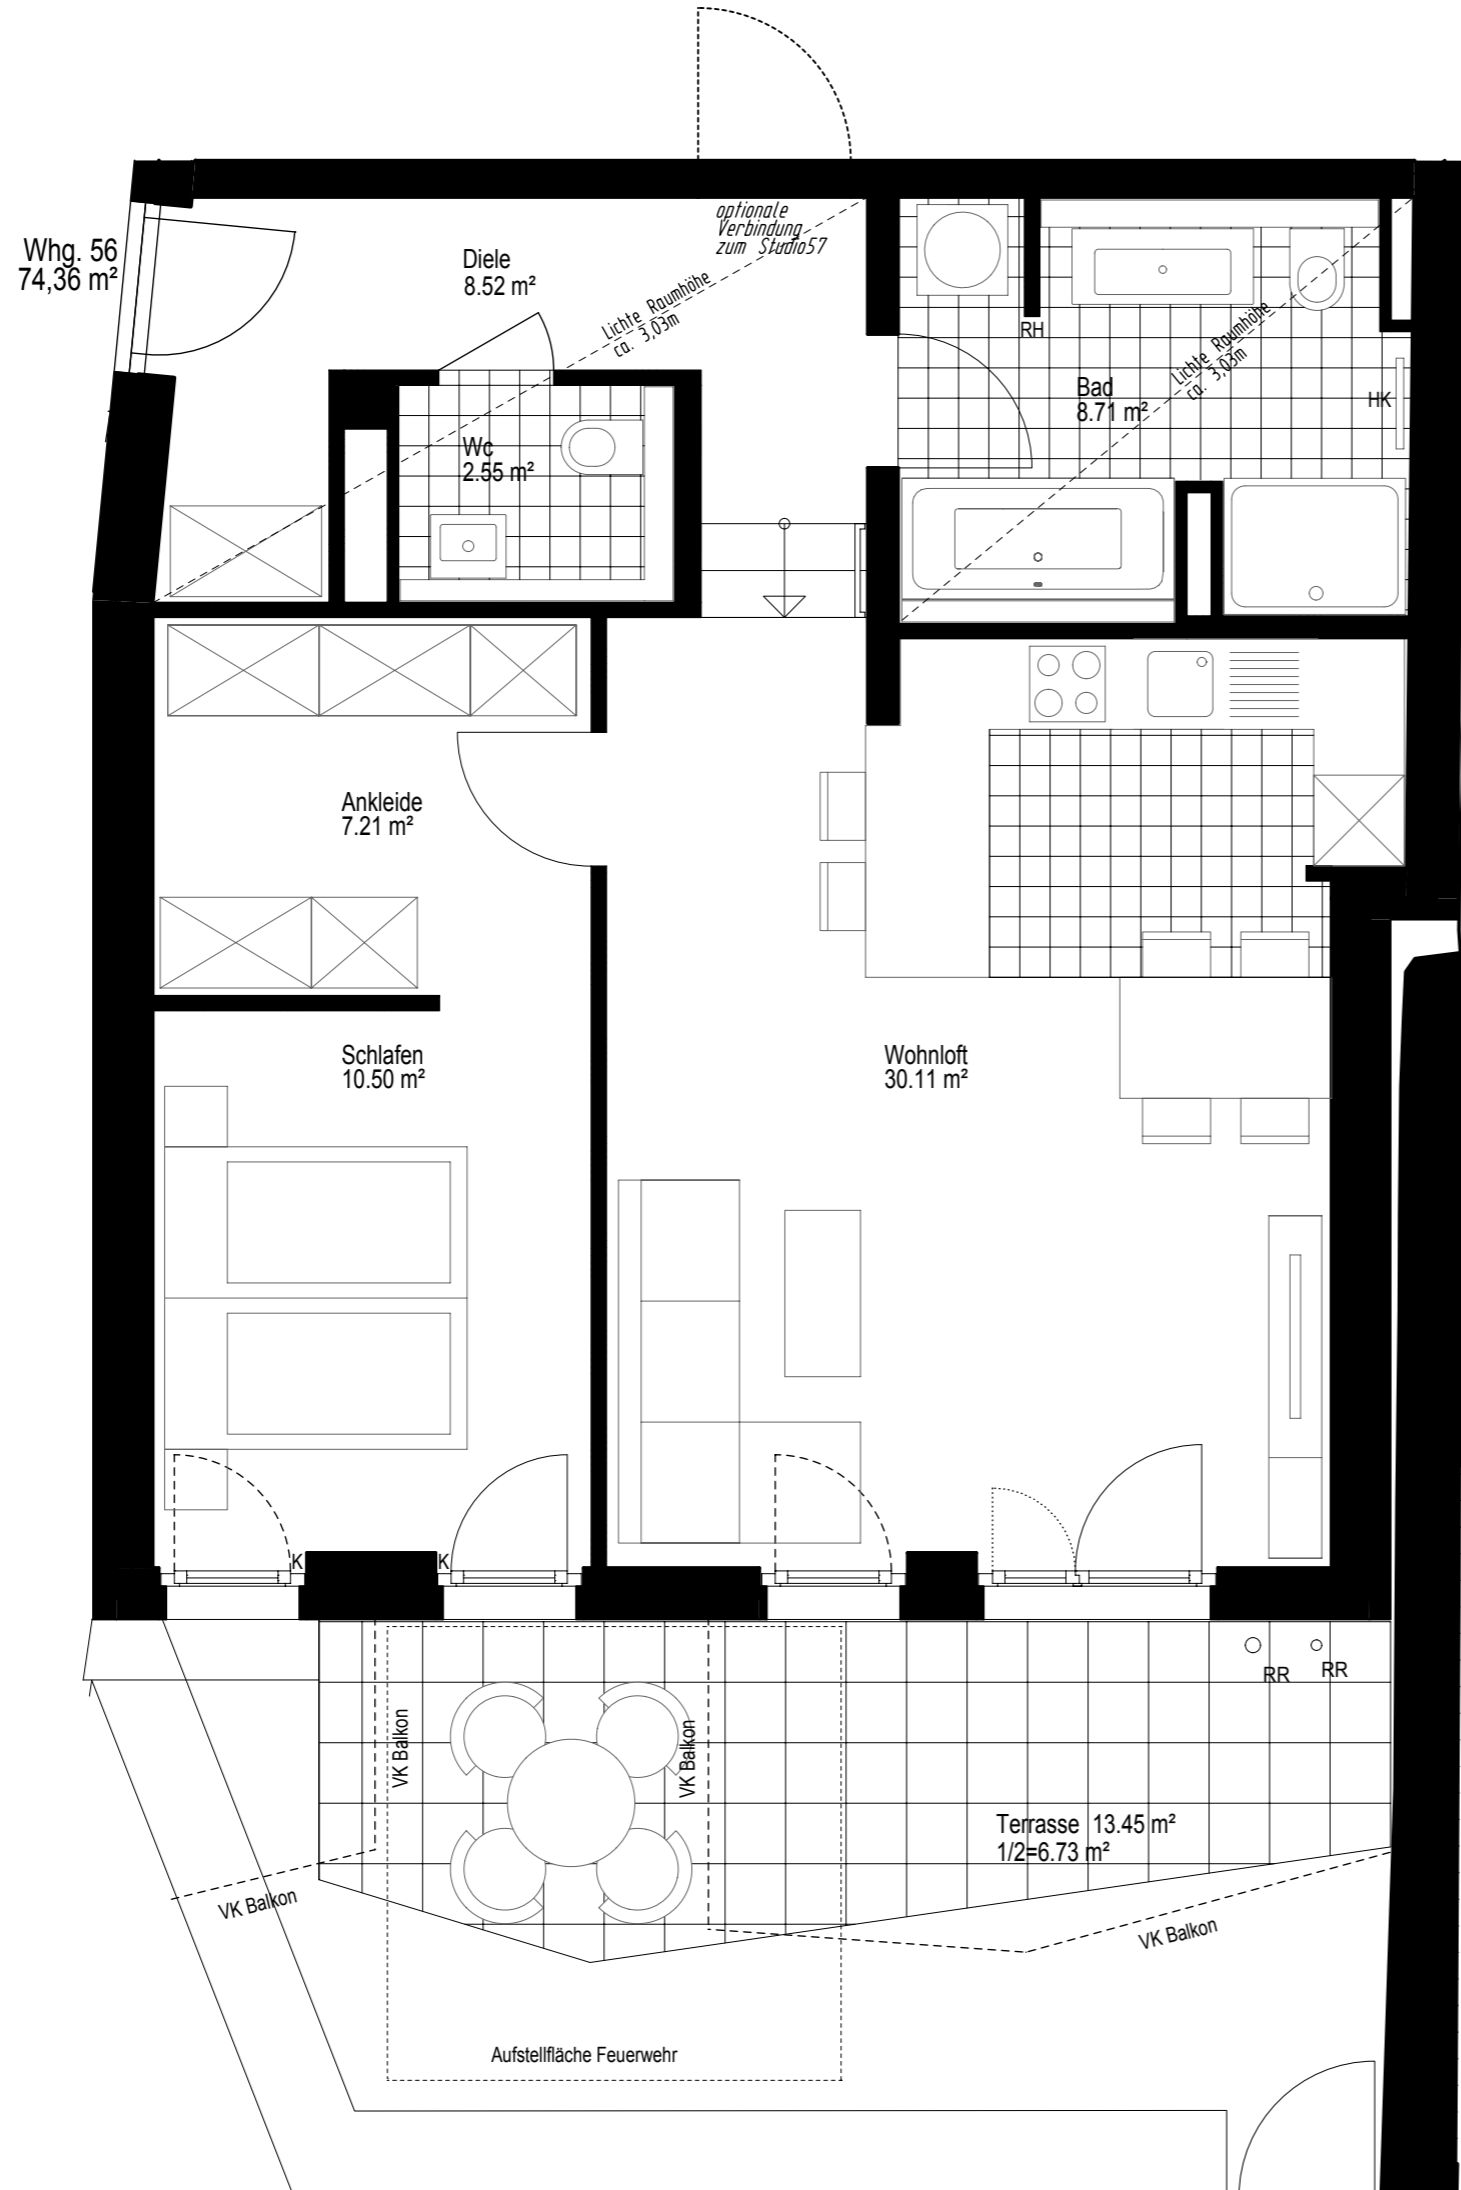 optionale
Verbindung
zum Studio57
Whg. 56
74,36 m²
Diele
8.52 m²
Lichte Raumhöhe
ca. 3,03m
RH
Lichte Raumhöhe
ca. 3,03m
Bad
8.71 m²
HK
Wc
2.55 m²
Ankleide
7.21 m²
Schlafen
10.50 m²
Wohnloft
30.11 m²
K
K
RR
RR
VK Balkon
VK Balkon
Terrasse 13.45 m²
1/2=6.73 m²
VK Balkon
VK Balkon
Aufstellfläche Feuerwehr